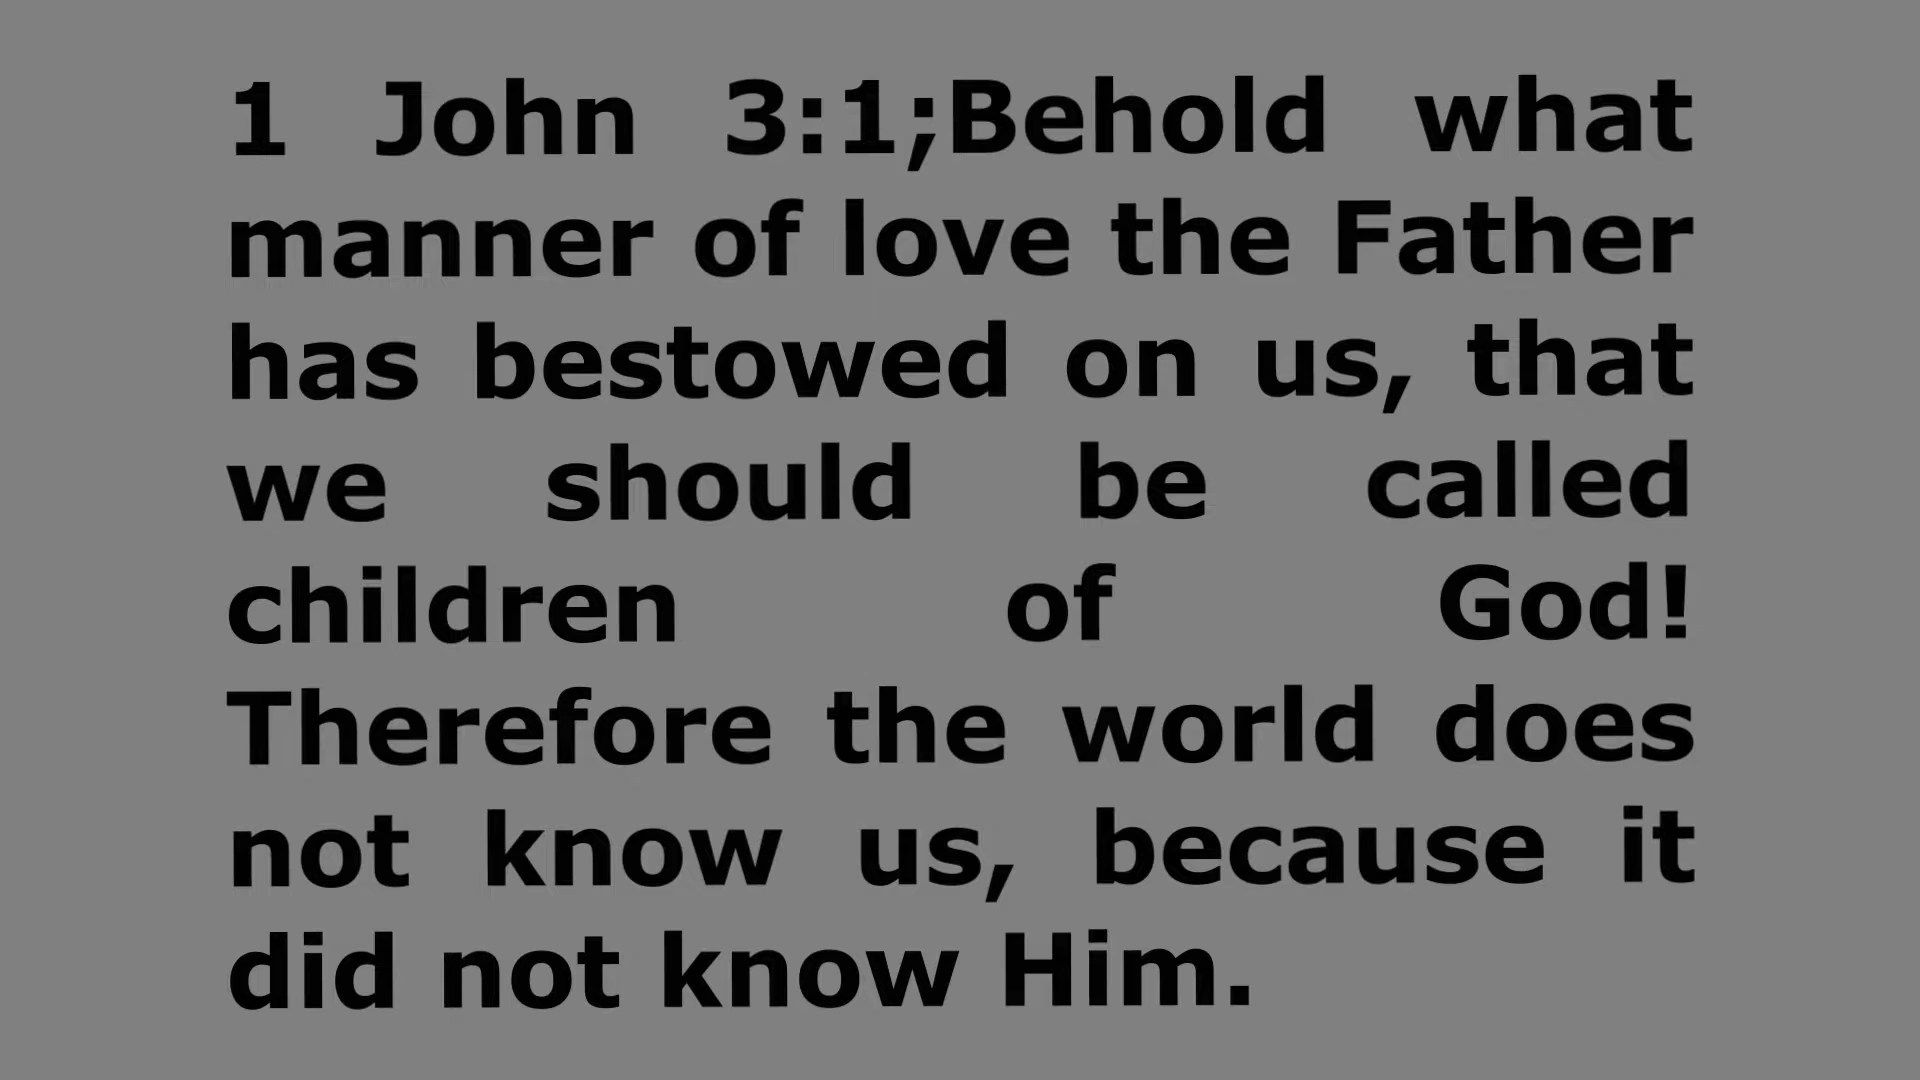 1 John 3:1;Behold what
manner of love the Father
has bestowed on us, that
we should be called
children of God!
Therefore the world does
not know us, because it
did not know Him.